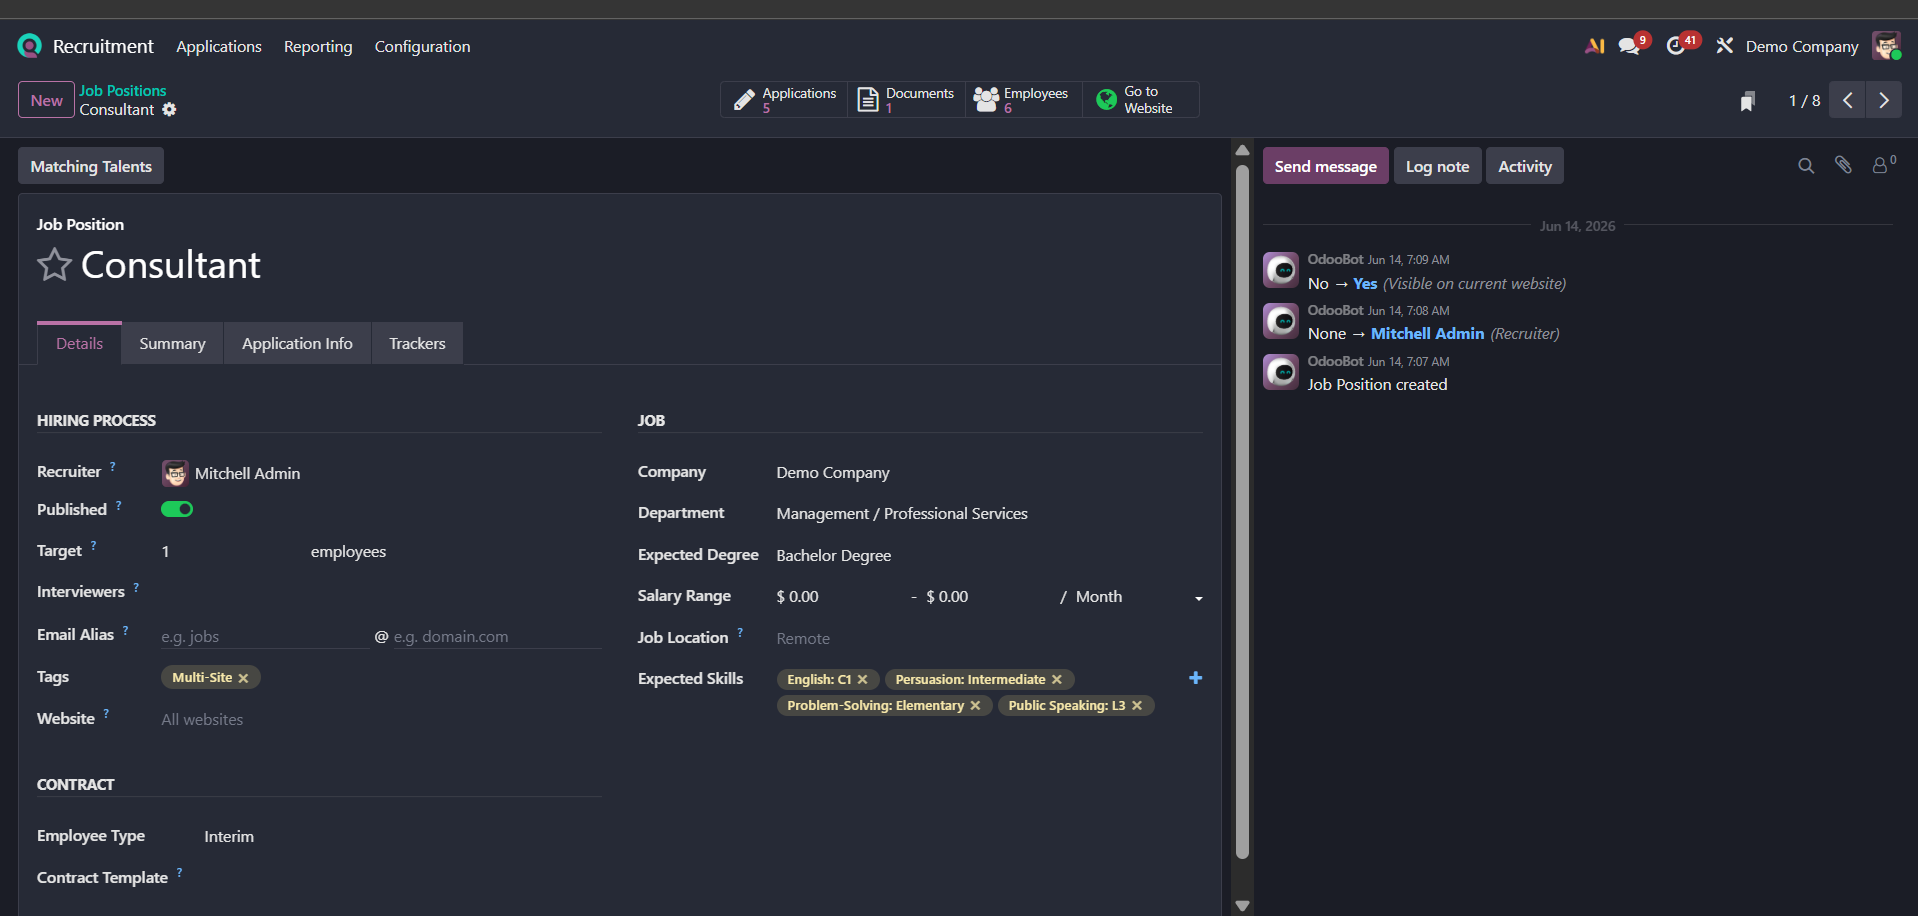 Recruitment Applications Reporting Configuration
9 41 Demo Company
New Job Positions
Consultant
Applications 5
Documents 1
Employees 6
Go to Website
1 / 8
Matching Talents
Send message Log note Activity 0
Job Position
Consultant
Details Summary Application Info Trackers
HIRING PROCESS
Recruiter ? Mitchell Admin
Published ?
Target ? 1 employees
Interviewers ?
Email Alias ? e.g. jobs @ e.g. domain.com
Tags Multi-Site ×
Website ? All websites
CONTRACT
Employee Type Interim
Contract Template ?
JOB
Company Demo Company
Department Management / Professional Services
Expected Degree Bachelor Degree
Salary Range $ 0.00 - $ 0.00 / Month
Job Location ? Remote
Expected Skills English: C1 × Persuasion: Intermediate × +
Problem-Solving: Elementary × Public Speaking: L3 ×
Jun 14, 2026
OdooBot Jun 14, 7:09 AM
No → Yes (Visible on current website)
OdooBot Jun 14, 7:08 AM
None → Mitchell Admin (Recruiter)
OdooBot Jun 14, 7:07 AM
Job Position created